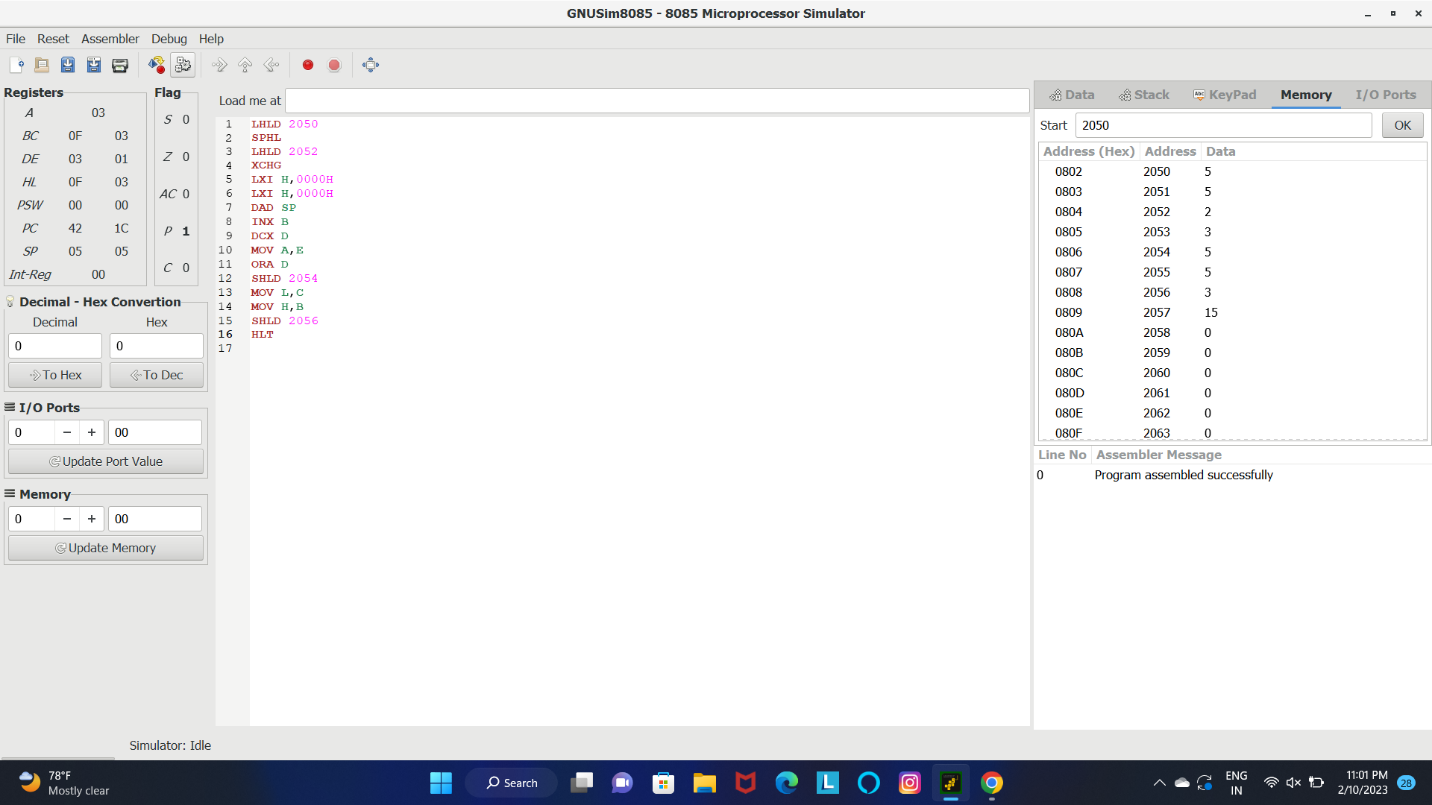 GNUSim8085 - 8085 Microprocessor Simulator
File Reset Assembler Debug Help
Registers
A 03
BC 0F 03
DE 03 01
HL 0F 03
PSW 00 00
PC 42 1C
SP 05 05
Int-Reg 00
Flag
S 0
Z 0
AC 0
P 1
C 0
Decimal - Hex Convertion
Decimal Hex
0 0
To Hex To Dec
I/O Ports
0 − + 00
Update Port Value
Memory
0 − + 00
Update Memory
Load me at
1 LHLD 2050
2 SPHL
3 LHLD 2052
4 XCHG
5 LXI H,0000H
6 LXI H,0000H
7 DAD SP
8 INX B
9 DCX D
10 MOV A,E
11 ORA D
12 SHLD 2054
13 MOV L,C
14 MOV H,B
15 SHLD 2056
16 HLT
17
Data Stack KeyPad Memory I/O Ports
Start 2050 OK
Address (Hex) Address Data
0802 2050 5
0803 2051 5
0804 2052 2
0805 2053 3
0806 2054 5
0807 2055 5
0808 2056 3
0809 2057 15
080A 2058 0
080B 2059 0
080C 2060 0
080D 2061 0
080E 2062 0
080F 2063 0
Line No Assembler Message
0 Program assembled successfully
Simulator: Idle
78°F
Mostly clear
Search
L
ENG
IN
11:01 PM
2/10/2023
28